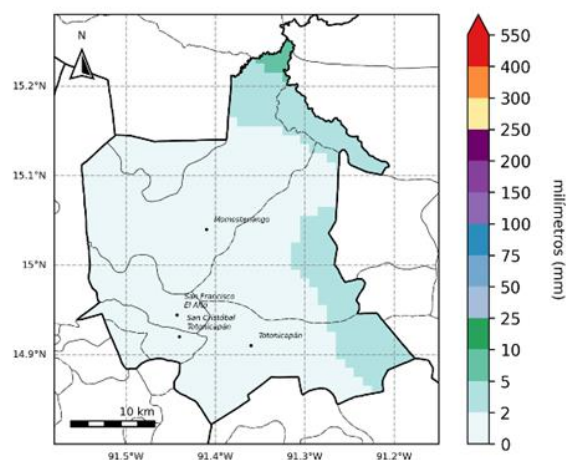 N
15.2°N
15.1°N
15°N
14.9°N
91.5°W
91.4°W
91.3°W
91.2°W
Momostenango
San Francisco
El Alto
San Cristóbal
Totonicapán
Totonicapán
10 km
550
400
300
250
200
150
100
75
50
25
10
5
2
0
milímetros (mm)